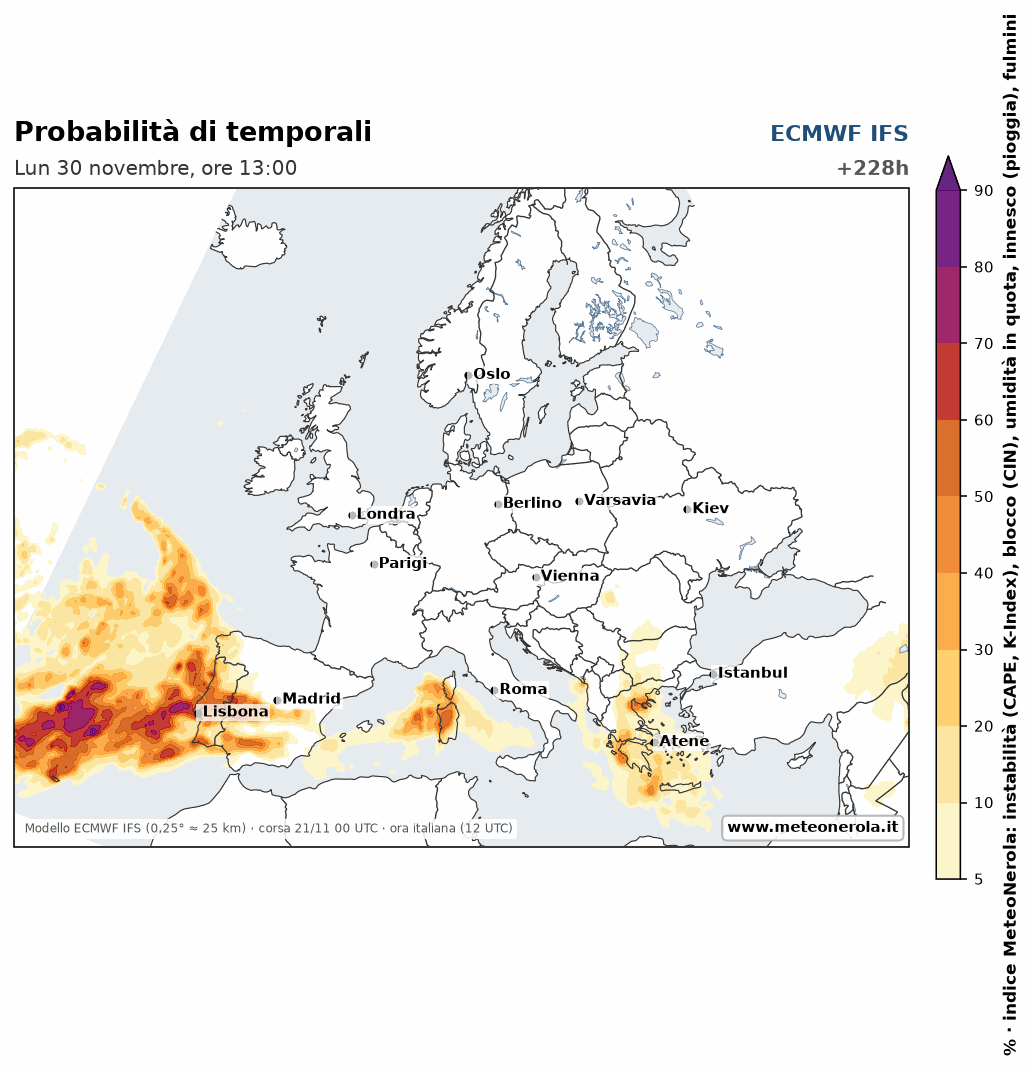 Probabilità di temporali
ECMWF IFS
Lun 30 novembre, ore 13:00
+228h
Oslo
Londra
Berlino
Varsavia
Kiev
Parigi
Vienna
Istanbul
Roma
Madrid
Lisbona
Atene
Modello ECMWF IFS (0,25° ≈ 25 km) · corsa 21/11 00 UTC · ora italiana (12 UTC)
www.meteonerola.it
90
80
70
60
50
40
30
20
10
5
% · indice MeteoNerola: instabilità (CAPE, K-Index), blocco (CIN), umidità in quota, innesco (pioggia), fulmini